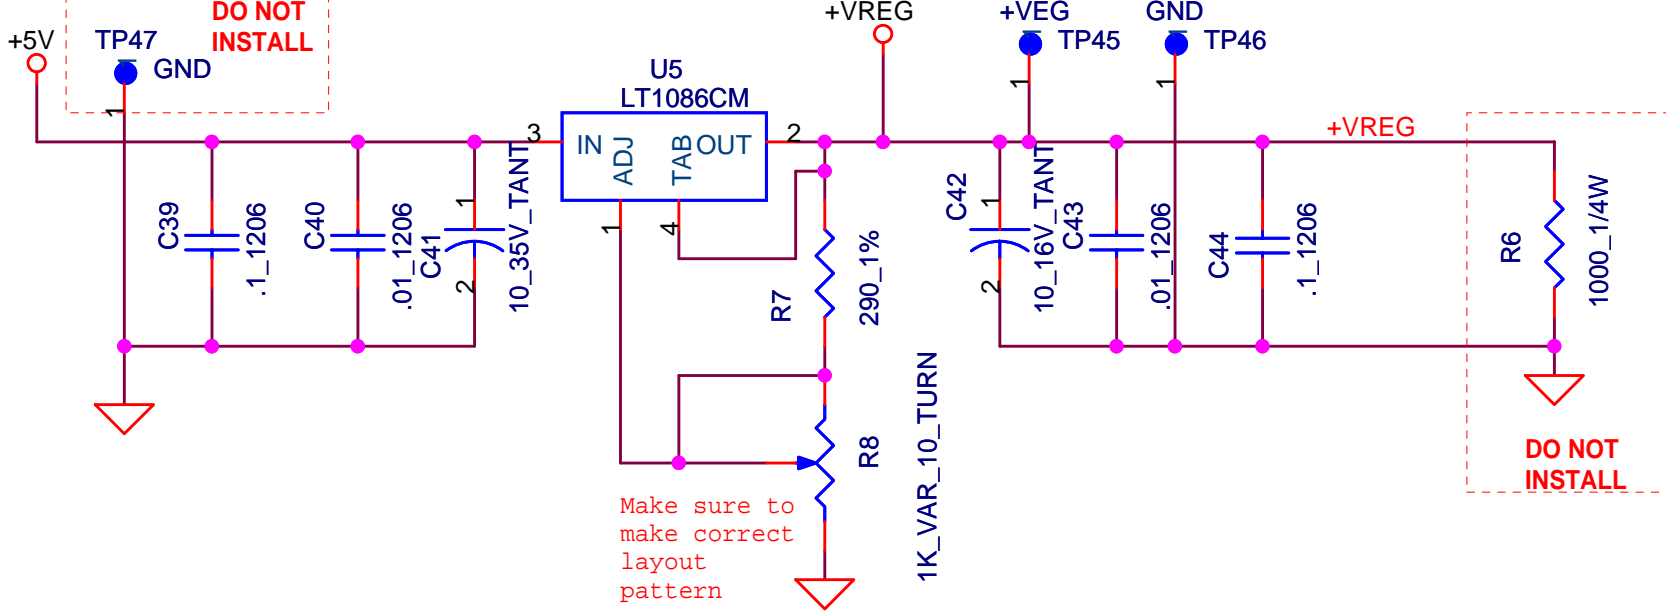 DO NOT
INSTALL
+5V
TP47
GND
1
+VREG
+VEG
TP45
1
GND
TP46
1
U5
LT1086CM
3
IN
ADJ
TAB
OUT
2
1
4
+VREG
C39
.1_1206
C40
.01_1206
C41
1
2
10_35V_TANT
R7
290_1%
C42
1
2
10_16V_TANT
C43
.01_1206
C44
.1_1206
R6
1000_1/4W
R8
1K_VAR_10_TURN
DO NOT
INSTALL
Make sure to
make correct
layout
pattern